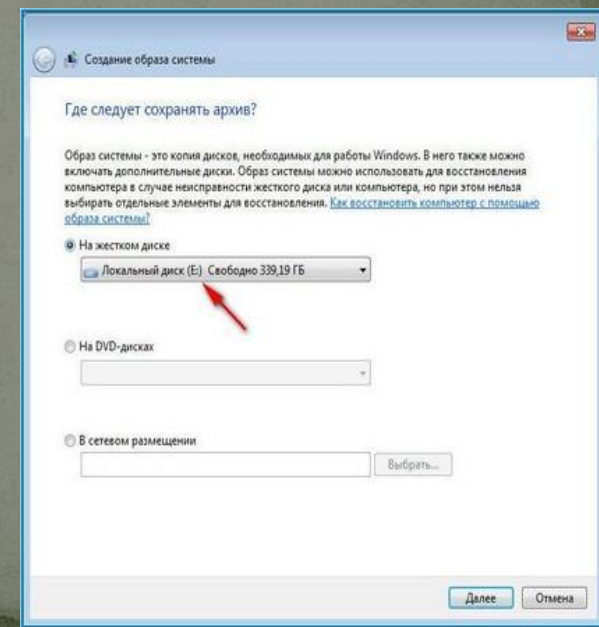 Создание образа системы
Где следует сохранять архив?
Образ системы - это копия дисков, необходимых для работы Windows. В него также можно
включать дополнительные диски. Образ системы можно использовать для восстановления
компьютера в случае неисправности жесткого диска или компьютера, но при этом нельзя
выбирать отдельные элементы для восстановления. Как восстановить компьютер с помощью
образа системы?
На жестком диске
Локальный диск (E:) Свободно 339,19 ГБ
На DVD-дисках
В сетевом размещении
Выбрать...
Далее
Отмена